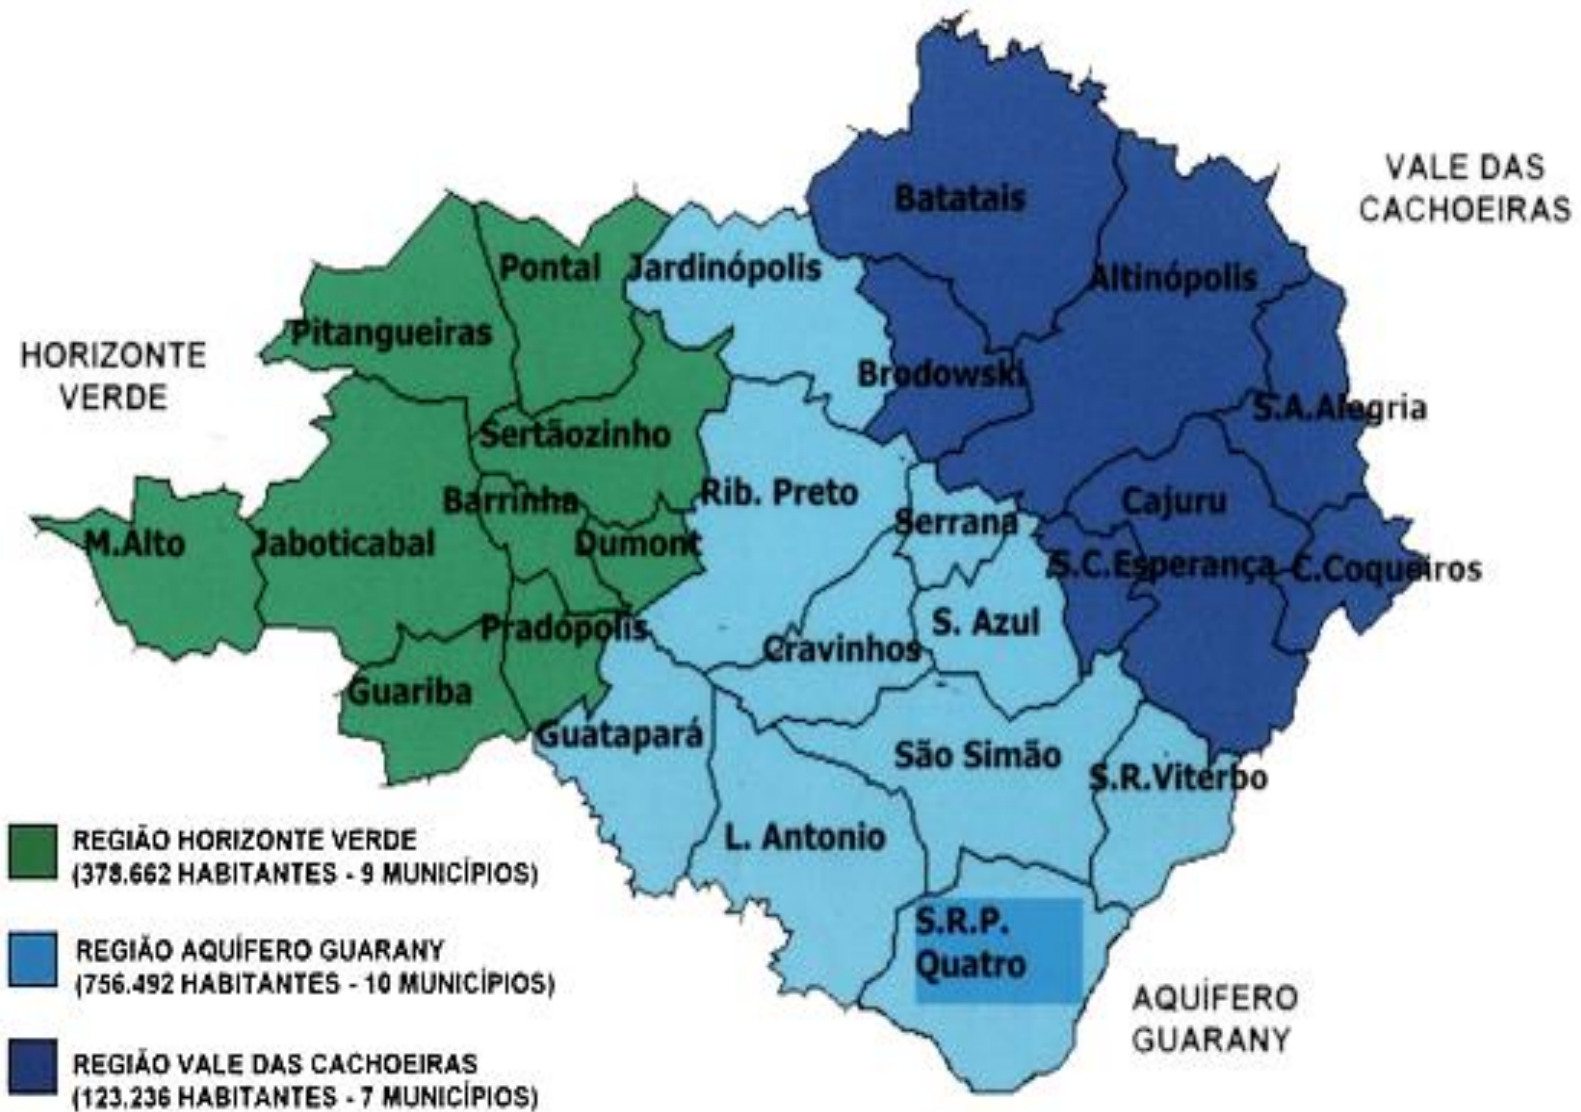 VALE DAS
CACHOEIRAS
Batatais
Pontal
Jardinópolis
Altinópolis
Pitangueiras
HORIZONTE
VERDE
Brodowski
S.A.Alegria
Sertãozinho
Barrinha
Rib. Preto
Cajuru
Serrana
M.Alto
Jaboticabal
Dumont
S.C.Esperança
C.Coqueiros
Pradópolis
S. Azul
Cravinhos
Guariba
Guatapará
São Simão
S.R.Viterbo
L. Antonio
REGIÃO HORIZONTE VERDE
(378.662 HABITANTES - 9 MUNICÍPIOS)
S.R.P.
Quatro
REGIÃO AQUÍFERO GUARANY
(756.492 HABITANTES - 10 MUNICÍPIOS)
AQUÍFERO
GUARANY
REGIÃO VALE DAS CACHOEIRAS
(123.236 HABITANTES - 7 MUNICÍPIOS)